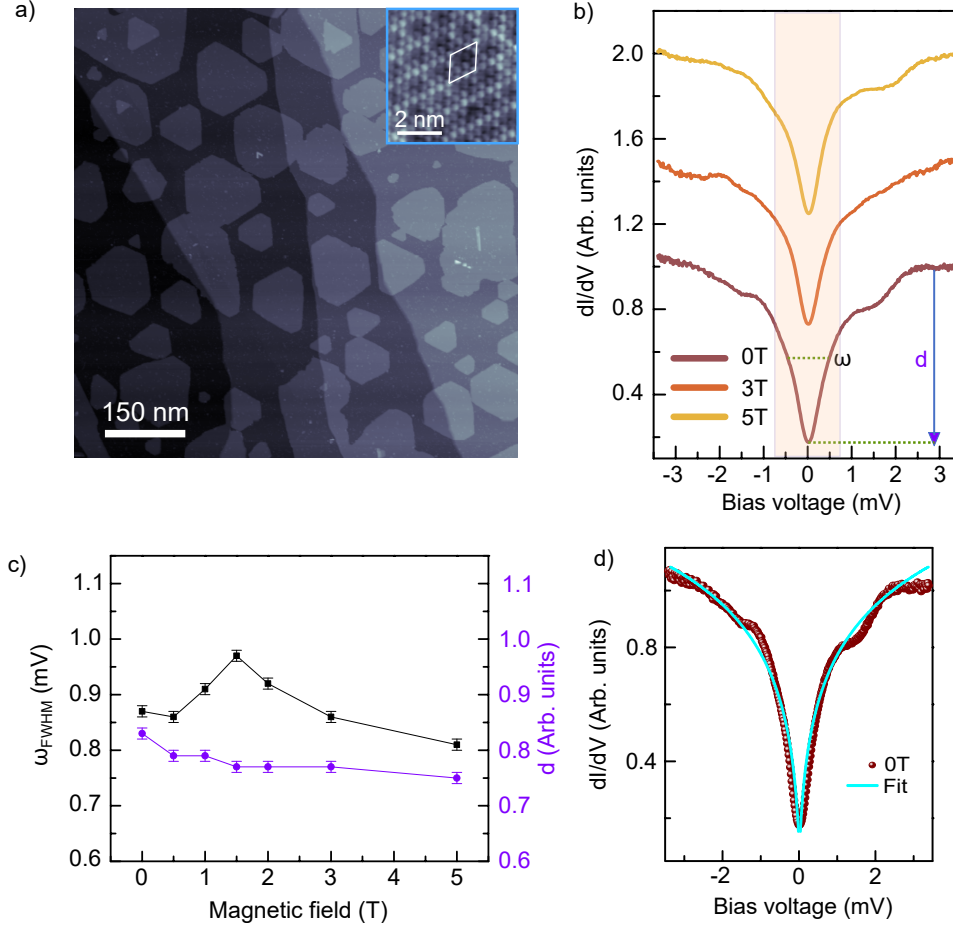 a)
2 nm
150 nm
b)
dI/dV (Arb. units)
2.0
1.6
1.2
0.8
0.4
0T
3T
5T
ω
d
-3 -2 -1 0 1 2 3
Bias voltage (mV)
c)
ω_FWHM (mV)
1.1
1.0
0.9
0.8
0.7
0.6
0 1 2 3 4 5
Magnetic field (T)
1.1
1.0
0.9
0.8
0.7
0.6
d (Arb. units)
d)
dI/dV (Arb. units)
0.8
0.4
0T
Fit
-2 0 2
Bias voltage (mV)